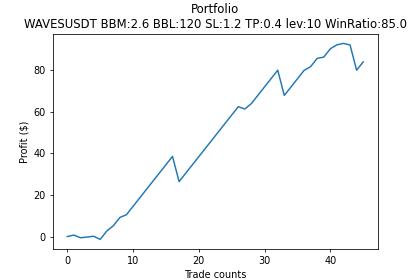 Portfolio
WAVESUSDT BBM:2.6 BBL:120 SL:1.2 TP:0.4 lev:10 WinRatio:85.0
80
60
40
20
0
Profit ($)
0 10 20 30 40
Trade counts